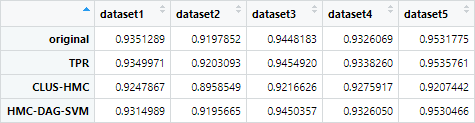 dataset1 dataset2 dataset3 dataset4 dataset5
original 0.9351289 0.9197852 0.9448183 0.9326069 0.9531775
TPR 0.9349971 0.9203093 0.9454920 0.9338260 0.9535761
CLUS-HMC 0.9247867 0.8958549 0.9216626 0.9275917 0.9207442
HMC-DAG-SVM 0.9314989 0.9195665 0.9450357 0.9326050 0.9530466